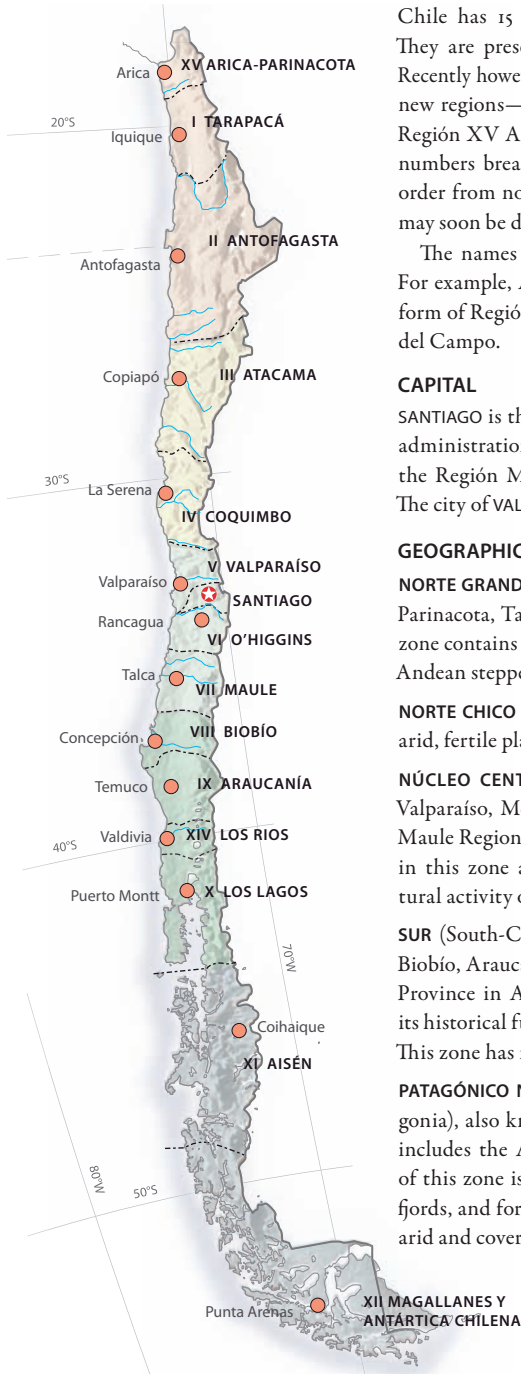 Arica
XV ARICA-PARINACOTA
20°S
I TARAPACÁ
Iquique
II ANTOFAGASTA
Antofagasta
Copiapó
III ATACAMA
30°S
La Serena
IV COQUIMBO
V VALPARAÍSO
Valparaíso
SANTIAGO
Rancagua
VI O'HIGGINS
Talca
VII MAULE
VIII BIOBÍO
Concepción
Temuco
IX ARAUCANÍA
Valdivia
XIV LOS RIOS
40°S
Puerto Montt
X LOS LAGOS
70°W
Coihaique
XI AISÉN
80°W
50°S
Punta Arenas
XII MAGALLANES Y
ANTÁRTICA CHILENA
Chile has 15
They are pres
Recently howe
new regions—
Región XV A
numbers brea
order from no
may soon be d
The names
For example, A
form of Regió
del Campo.
CAPITAL
SANTIAGO is th
administration
the Región M
The city of VAL
GEOGRAPHIC
NORTE GRAND
Parinacota, Ta
zone contains
Andean steppe
NORTE CHICO
arid, fertile pla
NÚCLEO CENT
Valparaíso, Me
Maule Region
in this zone a
tural activity o
SUR (South-C
Biobío, Arauca
Province in A
its historical fu
This zone has
PATAGÓNICO N
gonia), also kn
includes the A
of this zone is
fjords, and for
arid and cover